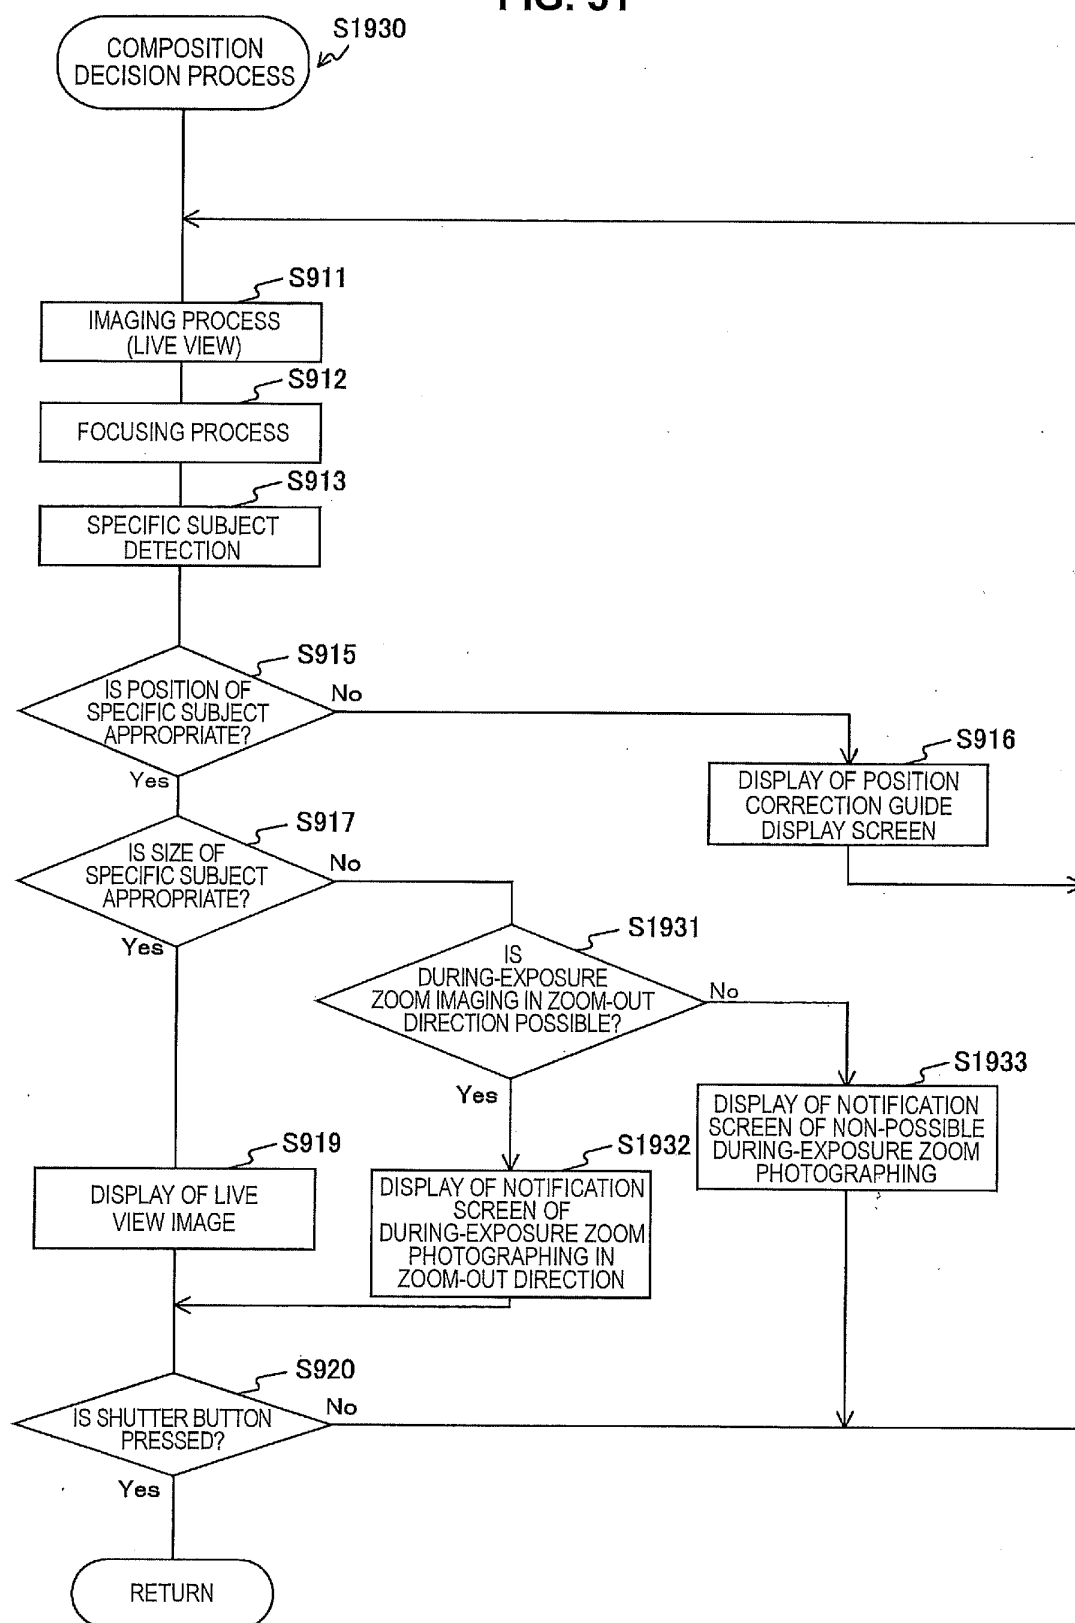 COMPOSITION
DECISION PROCESS
S1930
S911
IMAGING PROCESS
(LIVE VIEW)
S912
FOCUSING PROCESS
S913
SPECIFIC SUBJECT
DETECTION
S915
IS POSITION OF
SPECIFIC SUBJECT
APPROPRIATE?
No
Yes
S916
DISPLAY OF POSITION
CORRECTION GUIDE
DISPLAY SCREEN
S917
IS SIZE OF
SPECIFIC SUBJECT
APPROPRIATE?
No
Yes
S1931
IS
DURING-EXPOSURE
ZOOM IMAGING IN ZOOM-OUT
DIRECTION POSSIBLE?
No
Yes
S1933
DISPLAY OF NOTIFICATION
SCREEN OF NON-POSSIBLE
DURING-EXPOSURE ZOOM
PHOTOGRAPHING
S919
DISPLAY OF LIVE
VIEW IMAGE
S1932
DISPLAY OF NOTIFICATION
SCREEN OF
DURING-EXPOSURE ZOOM
PHOTOGRAPHING IN
ZOOM-OUT DIRECTION
S920
IS SHUTTER BUTTON
PRESSED?
No
Yes
RETURN